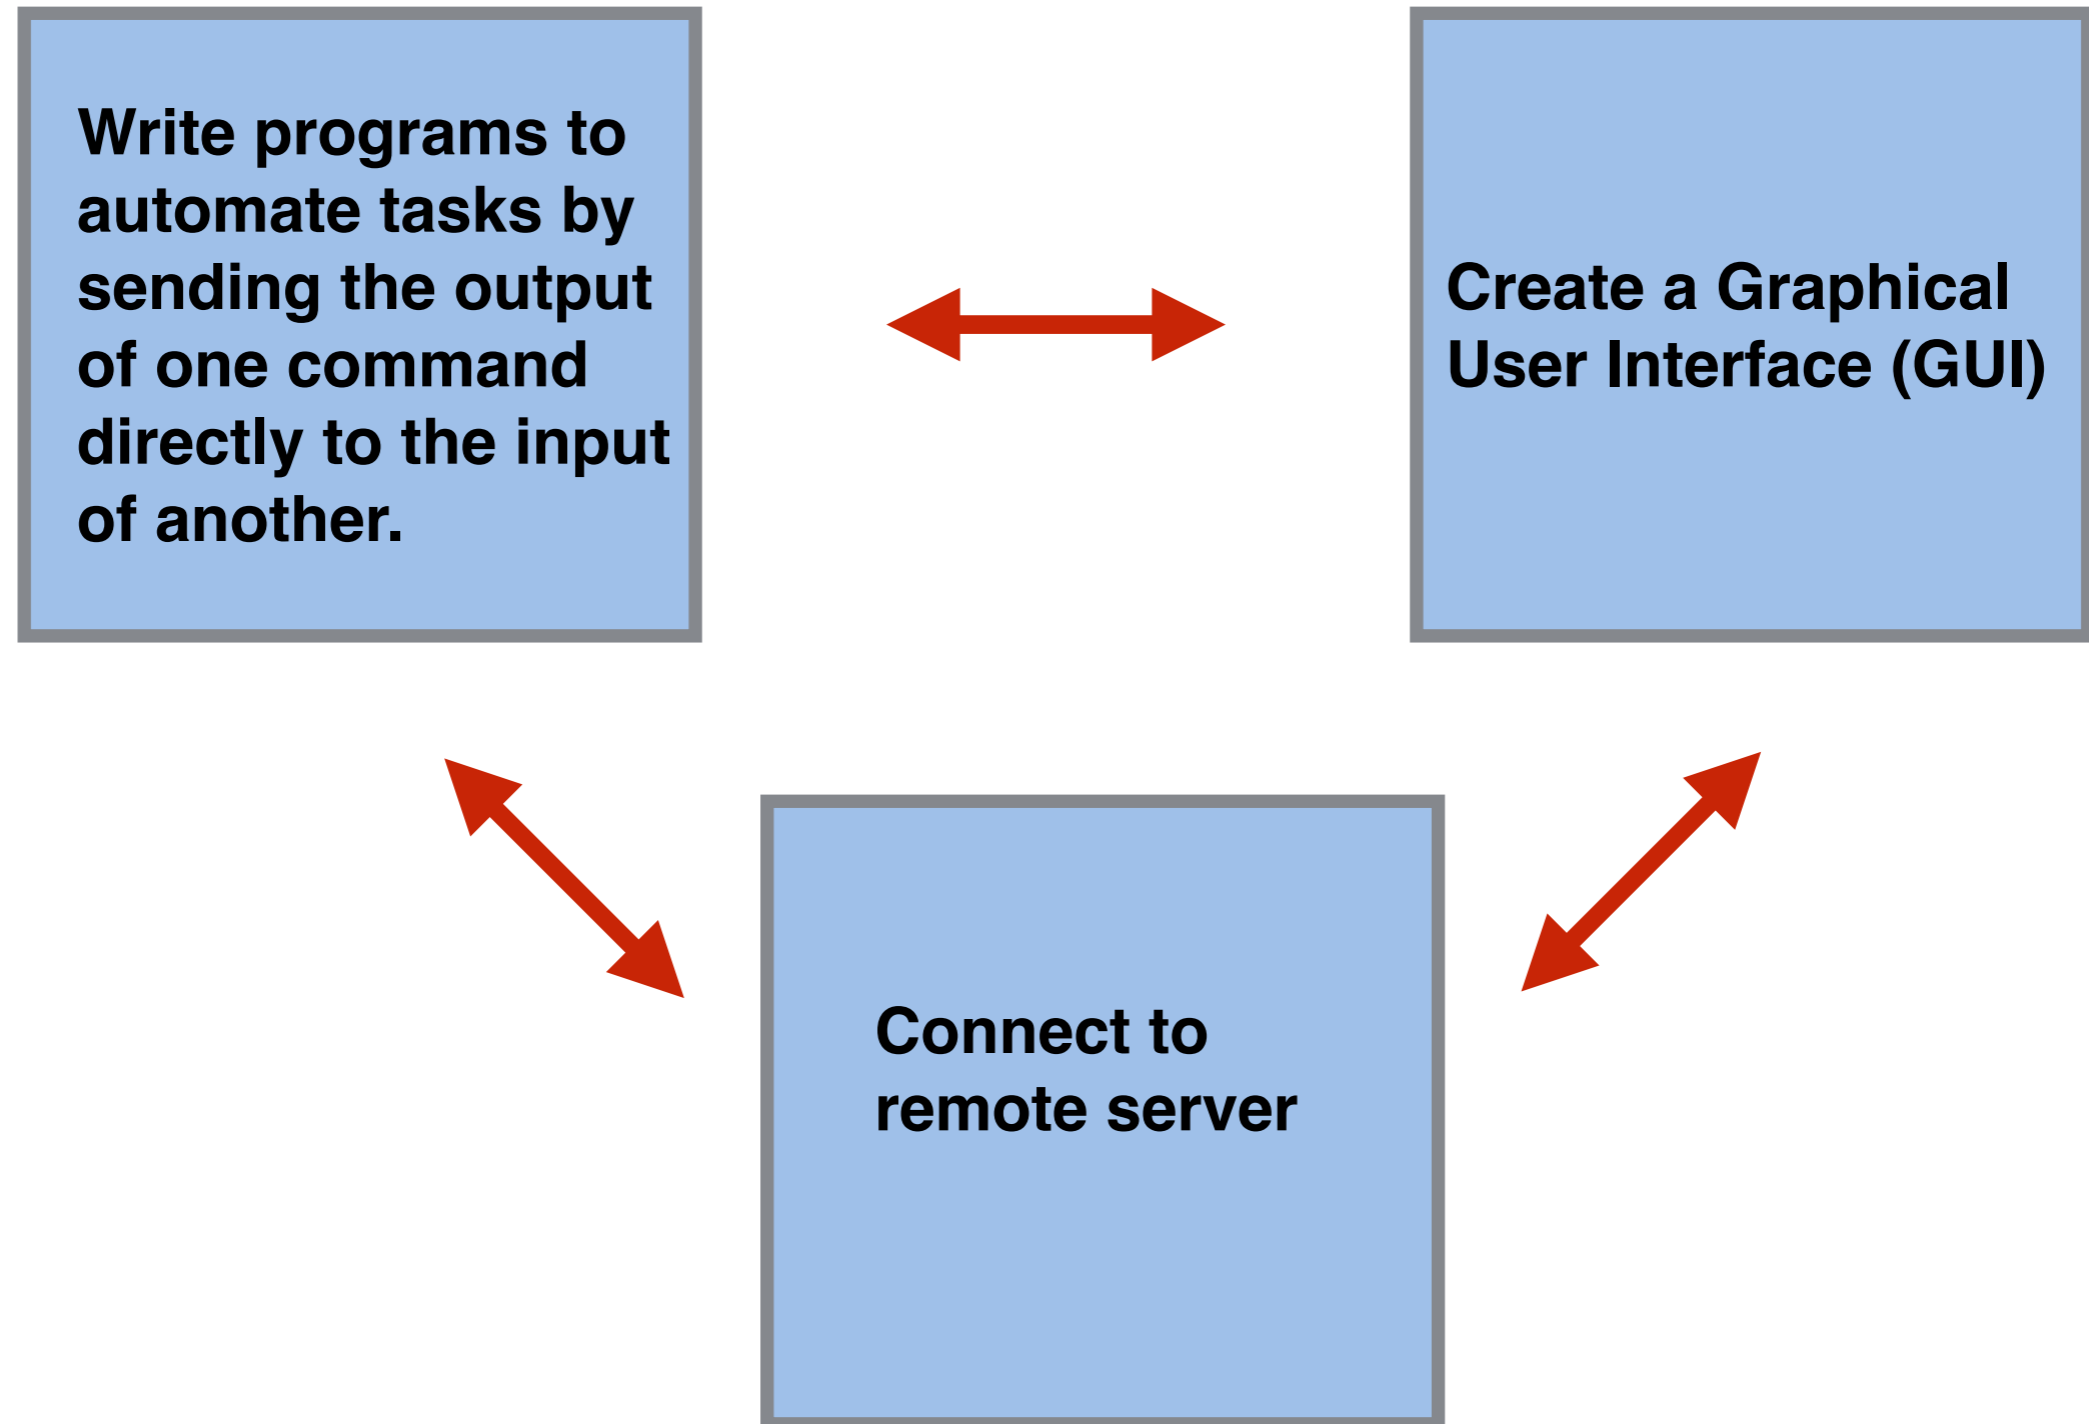 Write programs to
automate tasks by
sending the output
of one command
directly to the input
of another.
Create a Graphical
User Interface (GUI)
Connect to
remote server